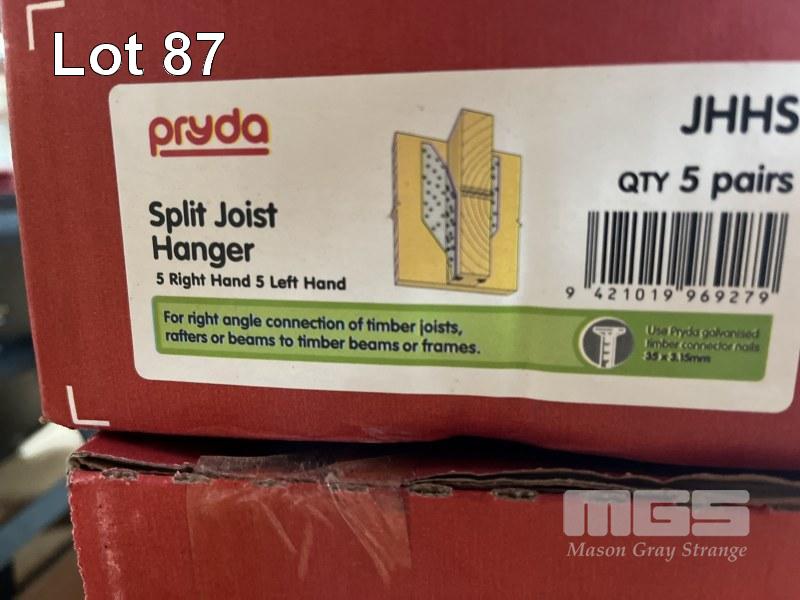 Lot 87
pryda
JHHS
QTY 5 pairs
Split Joist
Hanger
5 Right Hand 5 Left Hand
9 421019 969279
For right angle connection of timber joists,
rafters or beams to timber beams or frames.
Use Pryda galvanised
timber connector nails
35 x 3.15mm
MGS
Mason Gray Strange